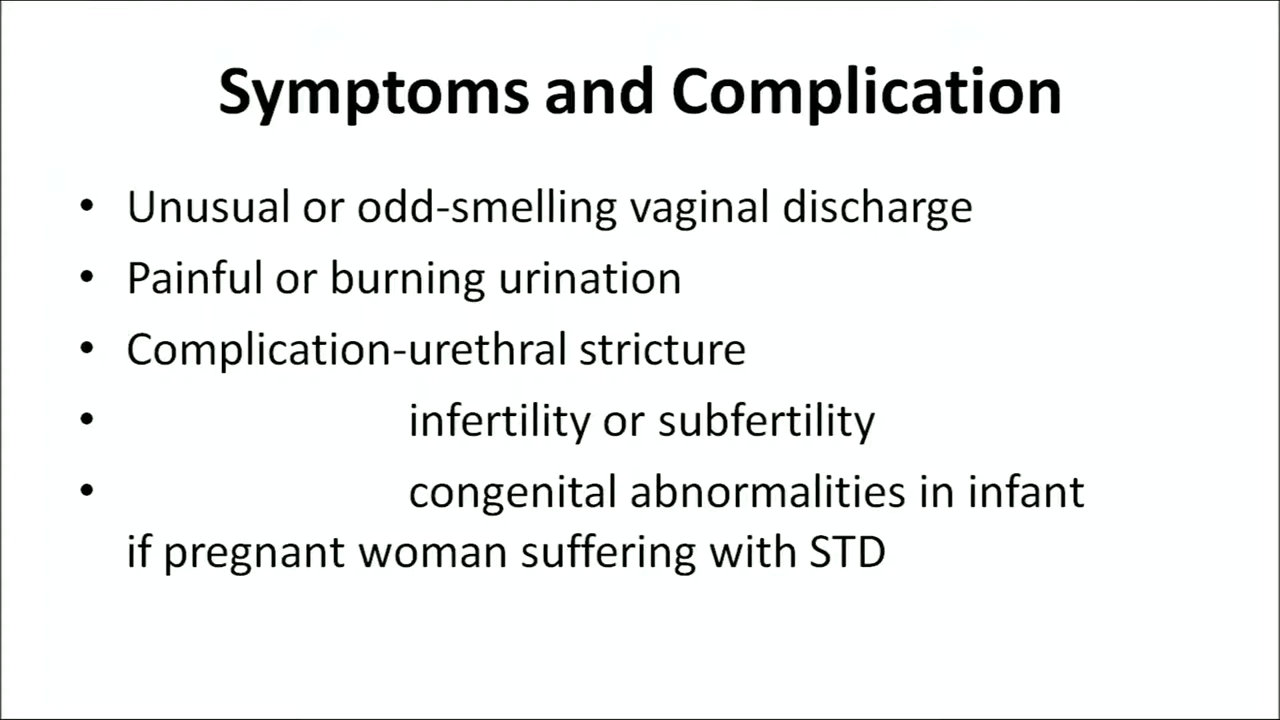 Symptoms and Complication
• Unusual or odd-smelling vaginal discharge
• Painful or burning urination
• Complication-urethral stricture
• infertility or subfertility
• congenital abnormalities in infant
if pregnant woman suffering with STD